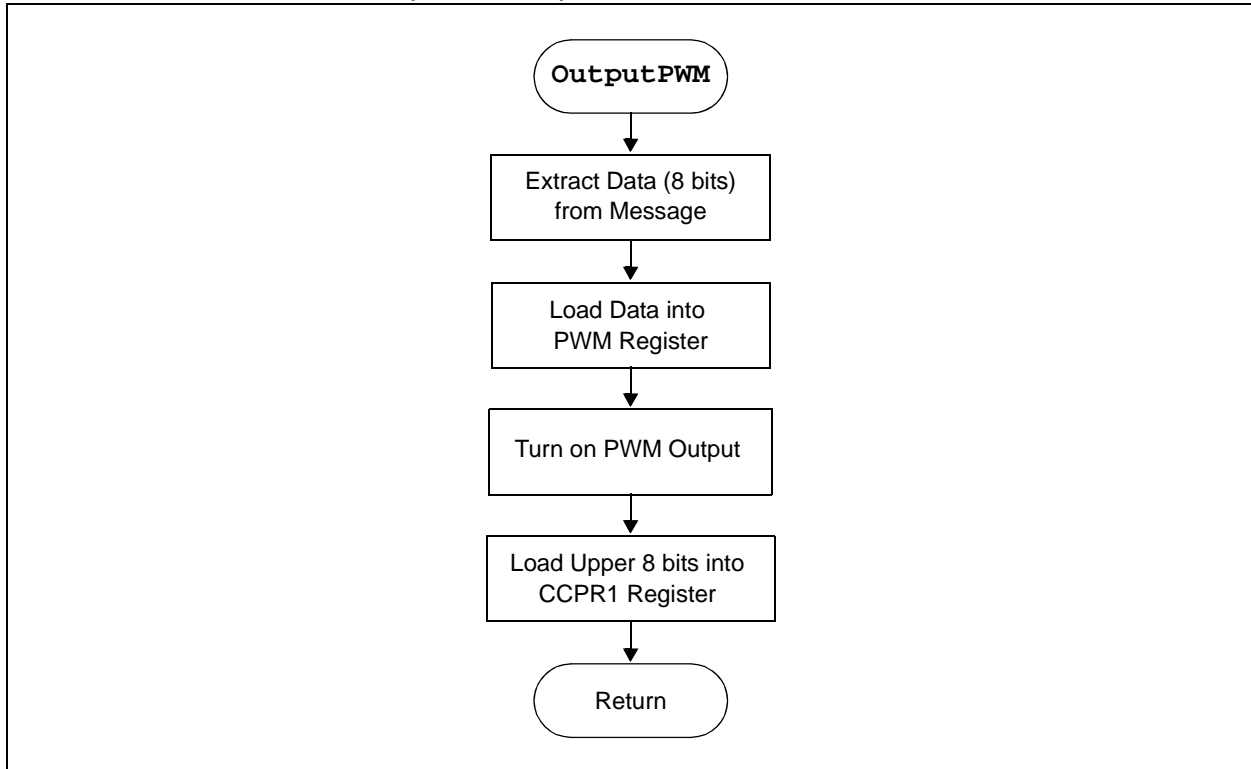 OutputPWM
Extract Data (8 bits)
from Message
Load Data into
PWM Register
Turn on PWM Output
Load Upper 8 bits into
CCPR1 Register
Return